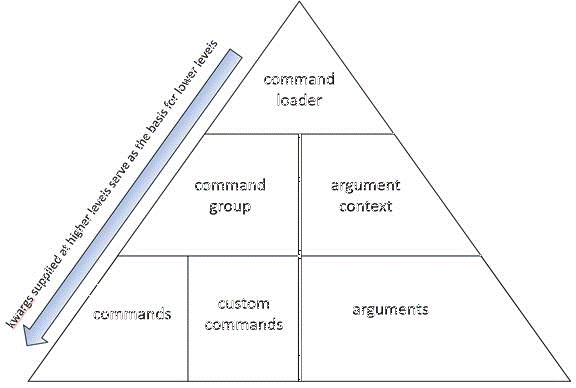 kwargs supplied at higher levels serve as the basis for lower levels
command
loader
command
group
argument
context
commands
custom
commands
arguments